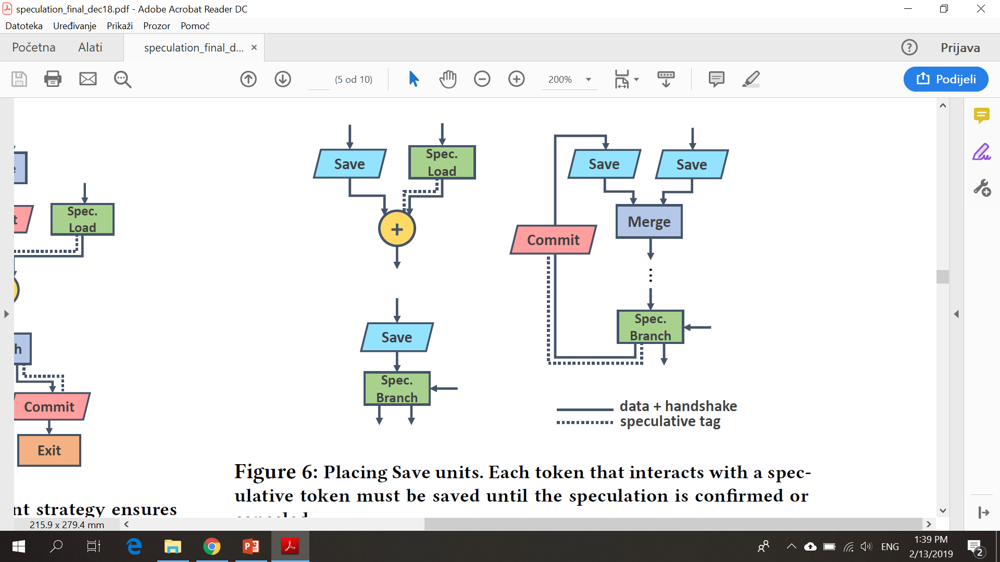 speculation_final_dec18.pdf - Adobe Acrobat Reader DC
Datoteka Uređivanje Prikaži Prozor Pomoć
Početna Alati speculation_final_d... × Prijava
(5 od 10) 200% Podijeli
Save
Spec.
Load
Save
Save
Spec.
Load
Merge
Commit
Spec.
Branch
Save
Spec.
Branch
Commit
Exit
data + handshake
speculative tag
Figure 6: Placing Save units. Each token that interacts with a spec-
ulative token must be saved until the speculation is confirmed or
nt strategy ensures
215.9 x 279.4 mm
ENG
1:39 PM
2/13/2019
2